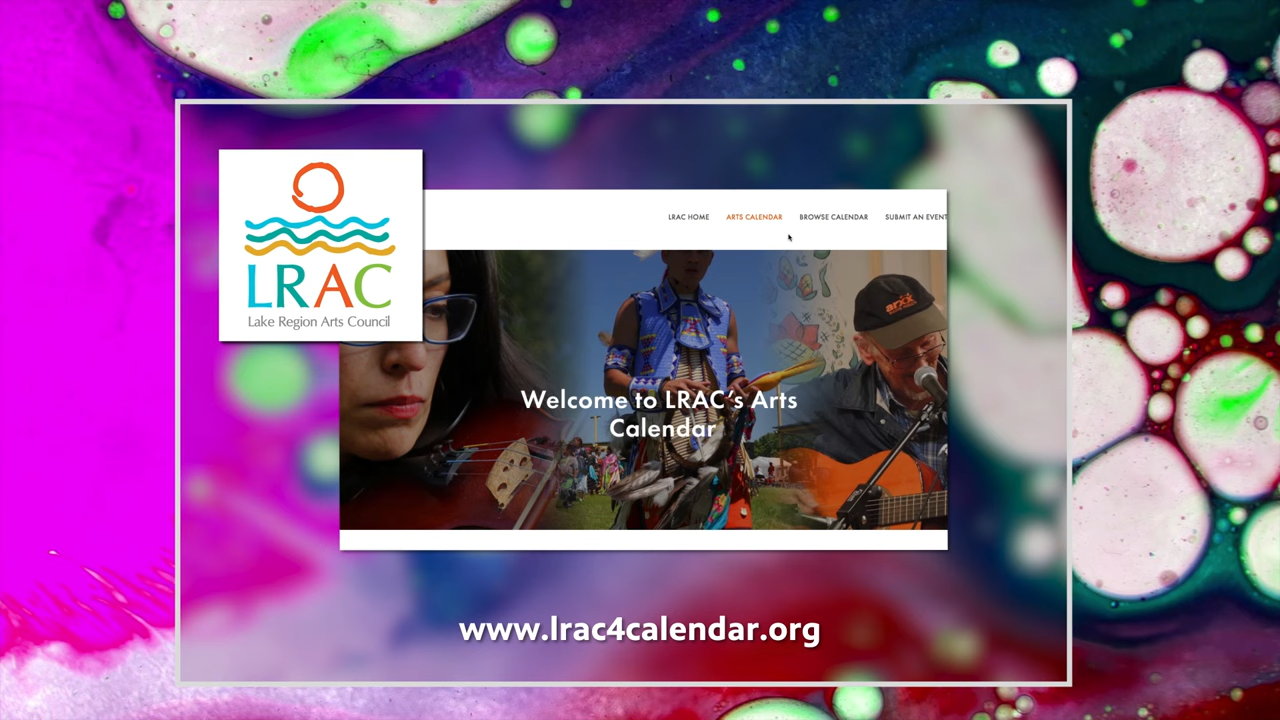 LRAC
Lake Region Arts Council
LRAC HOME ARTS CALENDAR BROWSE CALENDAR SUBMIT AN EVENT
arxx
Welcome to LRAC's Arts
Calendar
www.lrac4calendar.org